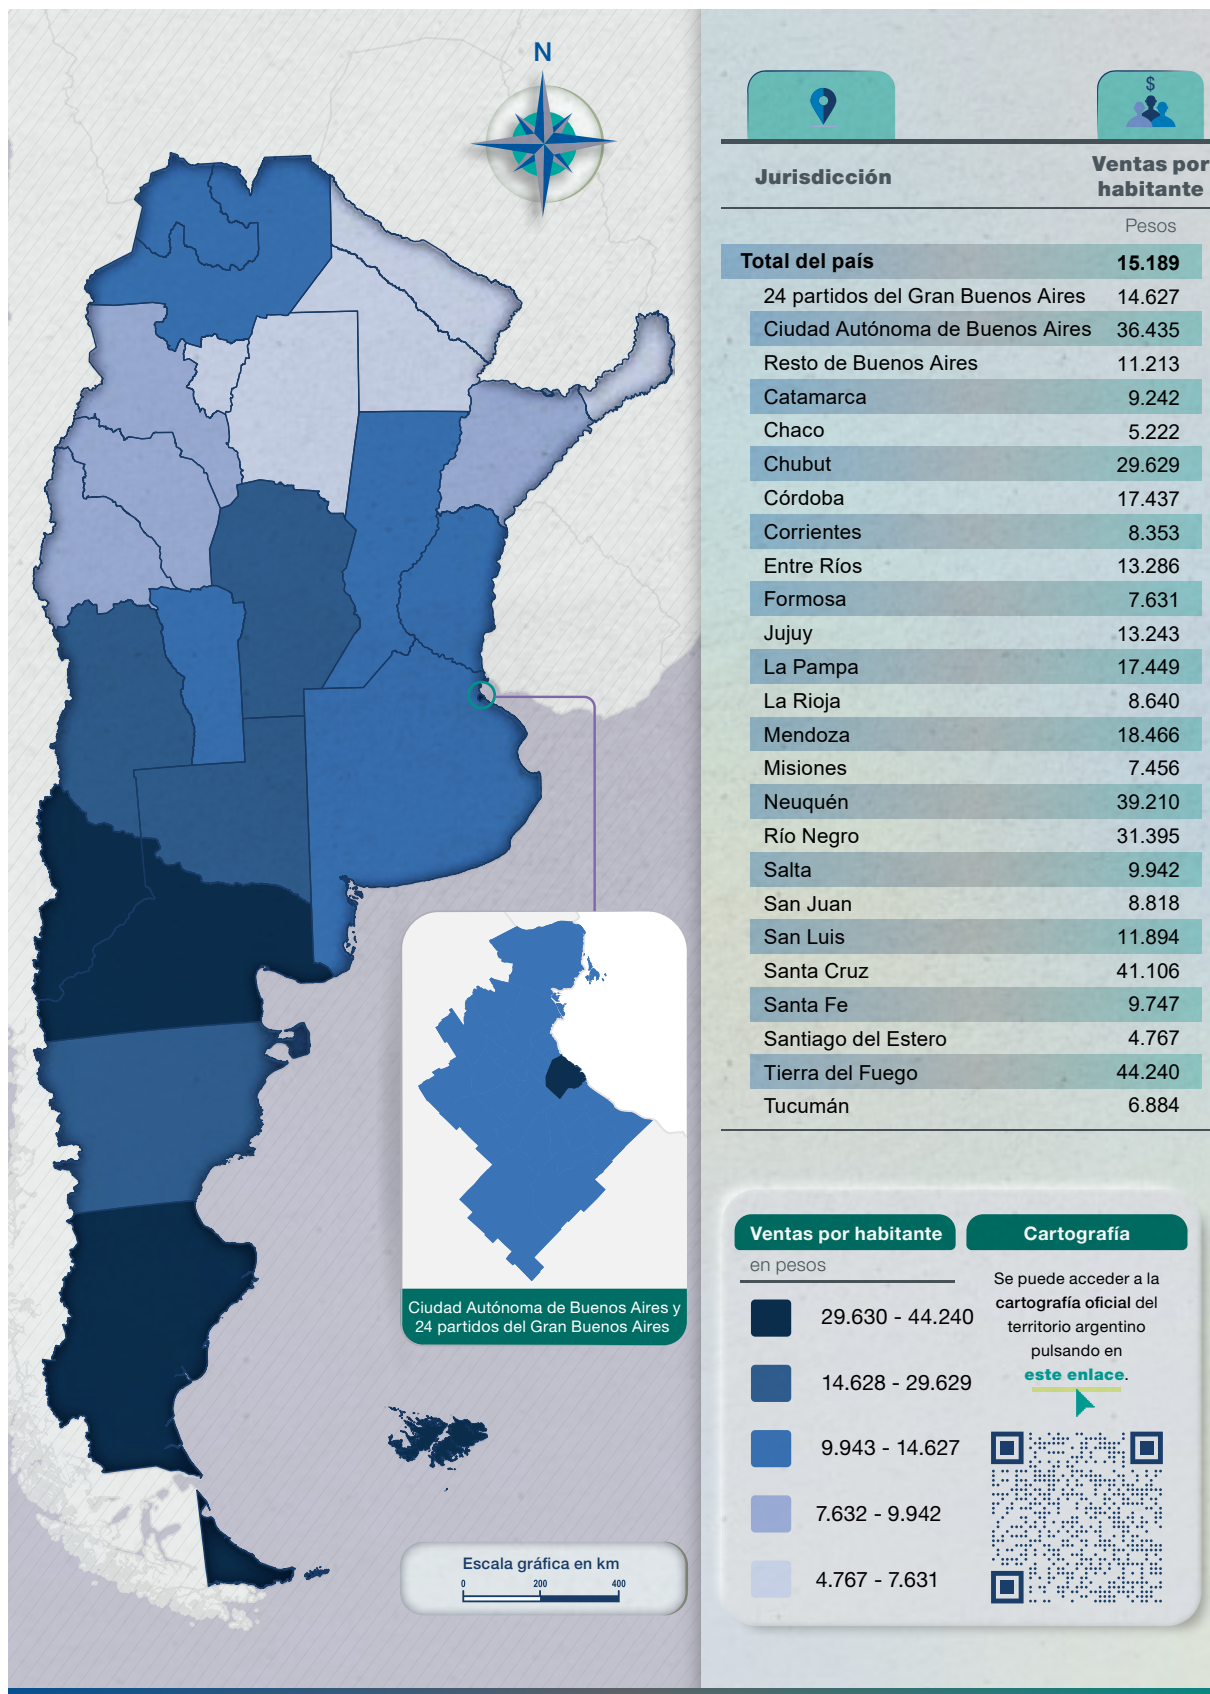 N
$
Jurisdicción
Ventas por
habitante
Pesos
Total del país 15.189
24 partidos del Gran Buenos Aires 14.627
Ciudad Autónoma de Buenos Aires 36.435
Resto de Buenos Aires 11.213
Catamarca 9.242
Chaco 5.222
Chubut 29.629
Córdoba 17.437
Corrientes 8.353
Entre Ríos 13.286
Formosa 7.631
Jujuy 13.243
La Pampa 17.449
La Rioja 8.640
Mendoza 18.466
Misiones 7.456
Neuquén 39.210
Río Negro 31.395
Salta 9.942
San Juan 8.818
San Luis 11.894
Santa Cruz 41.106
Santa Fe 9.747
Santiago del Estero 4.767
Tierra del Fuego 44.240
Tucumán 6.884
Ciudad Autónoma de Buenos Aires y
24 partidos del Gran Buenos Aires
Escala gráfica en km
0 200 400
Ventas por habitante
en pesos
29.630 - 44.240
14.628 - 29.629
9.943 - 14.627
7.632 - 9.942
4.767 - 7.631
Cartografía
Se puede acceder a la
cartografía oficial del
territorio argentino
pulsando en
este enlace.